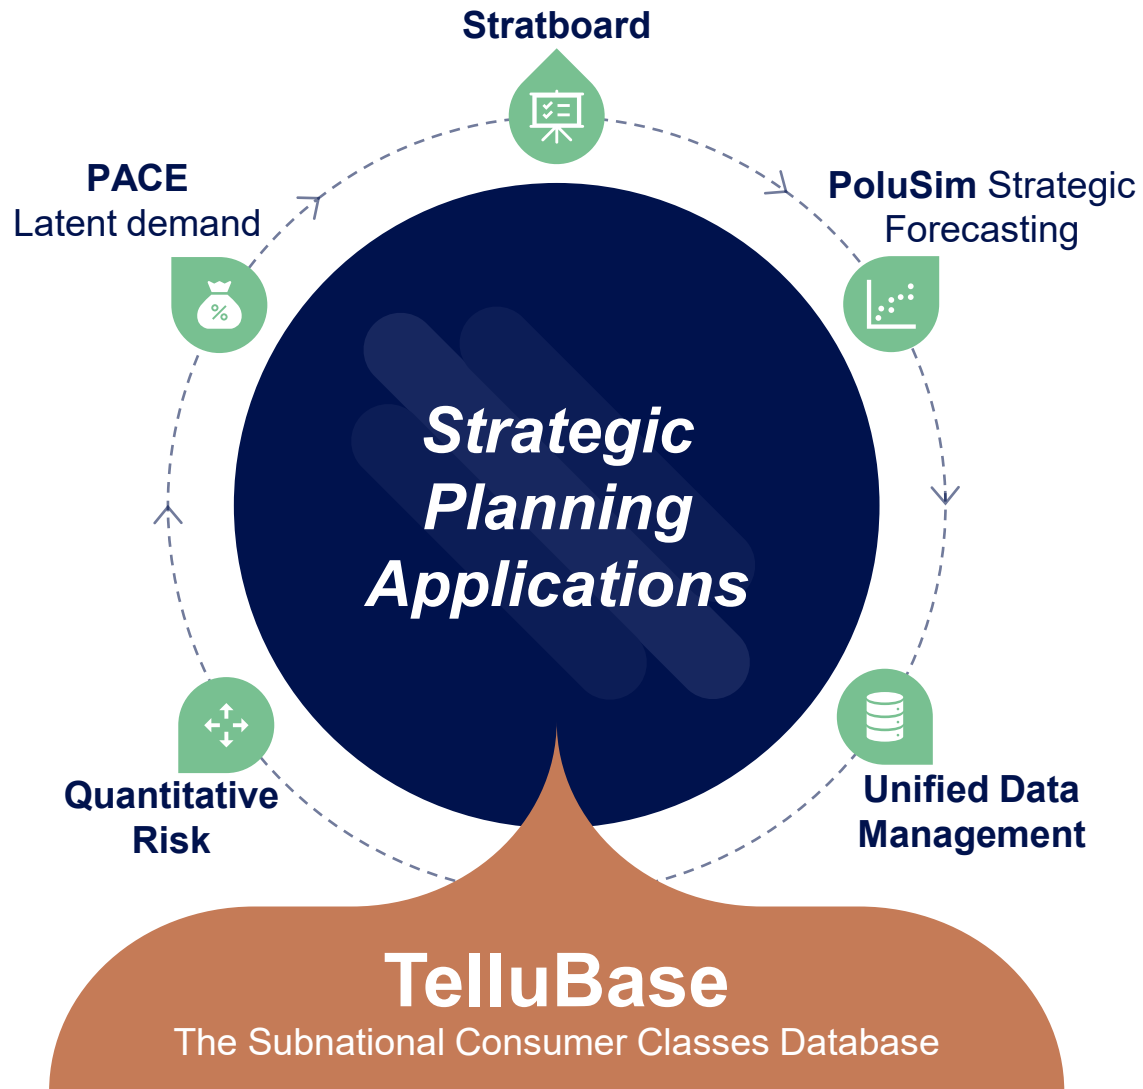 Stratboard
PACE
Latent demand
PoluSim Strategic
Forecasting
%
Strategic
Planning
Applications
Quantitative
Risk
Unified Data
Management
TelluBase
The Subnational Consumer Classes Database